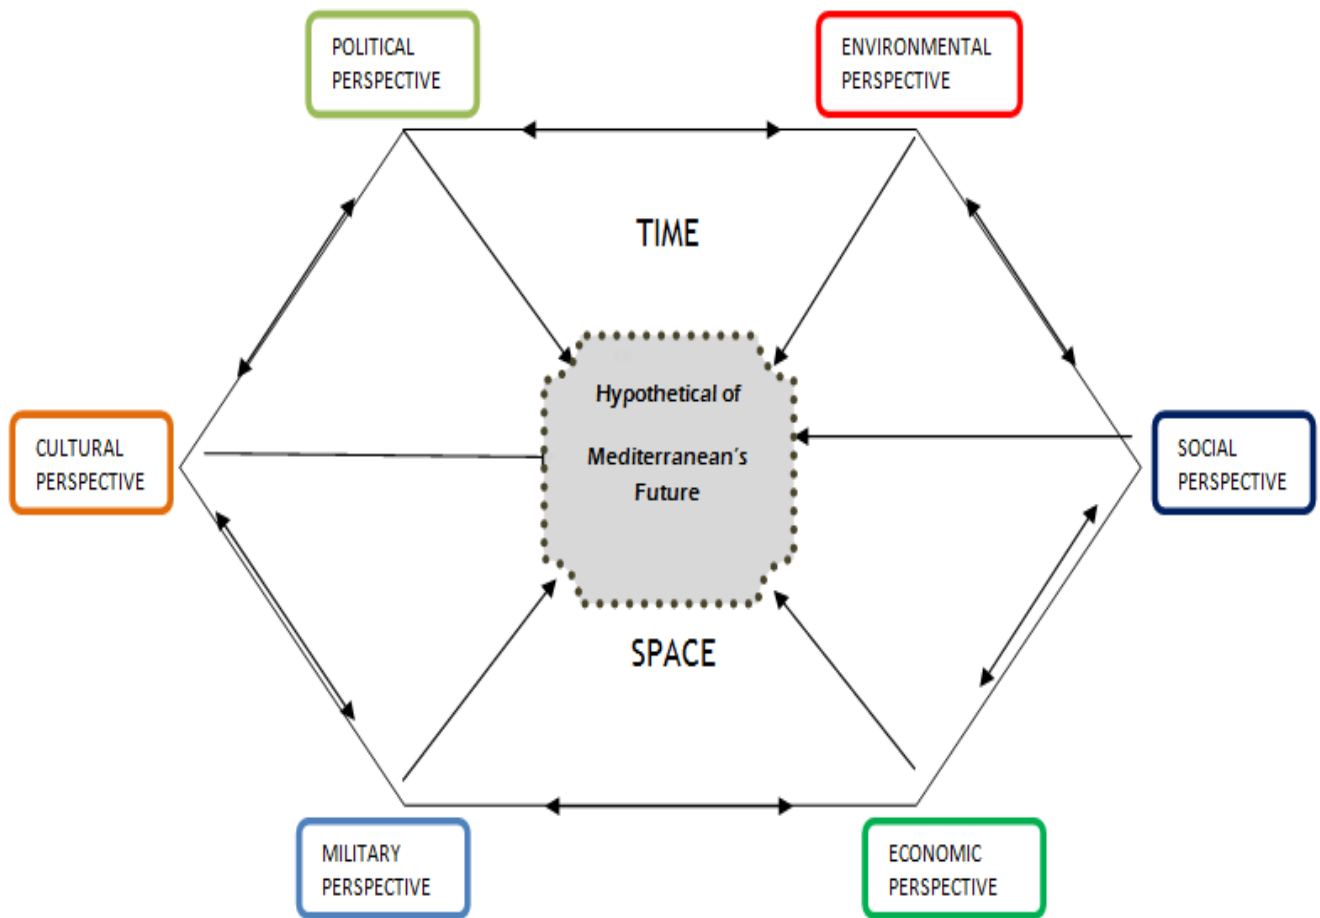 POLITICAL
PERSPECTIVE
ENVIRONMENTAL
PERSPECTIVE
TIME
Hypothetical of
Mediterranean´s
Future
CULTURAL
PERSPECTIVE
SOCIAL
PERSPECTIVE
SPACE
MILITARY
PERSPECTIVE
ECONOMIC
PERSPECTIVE